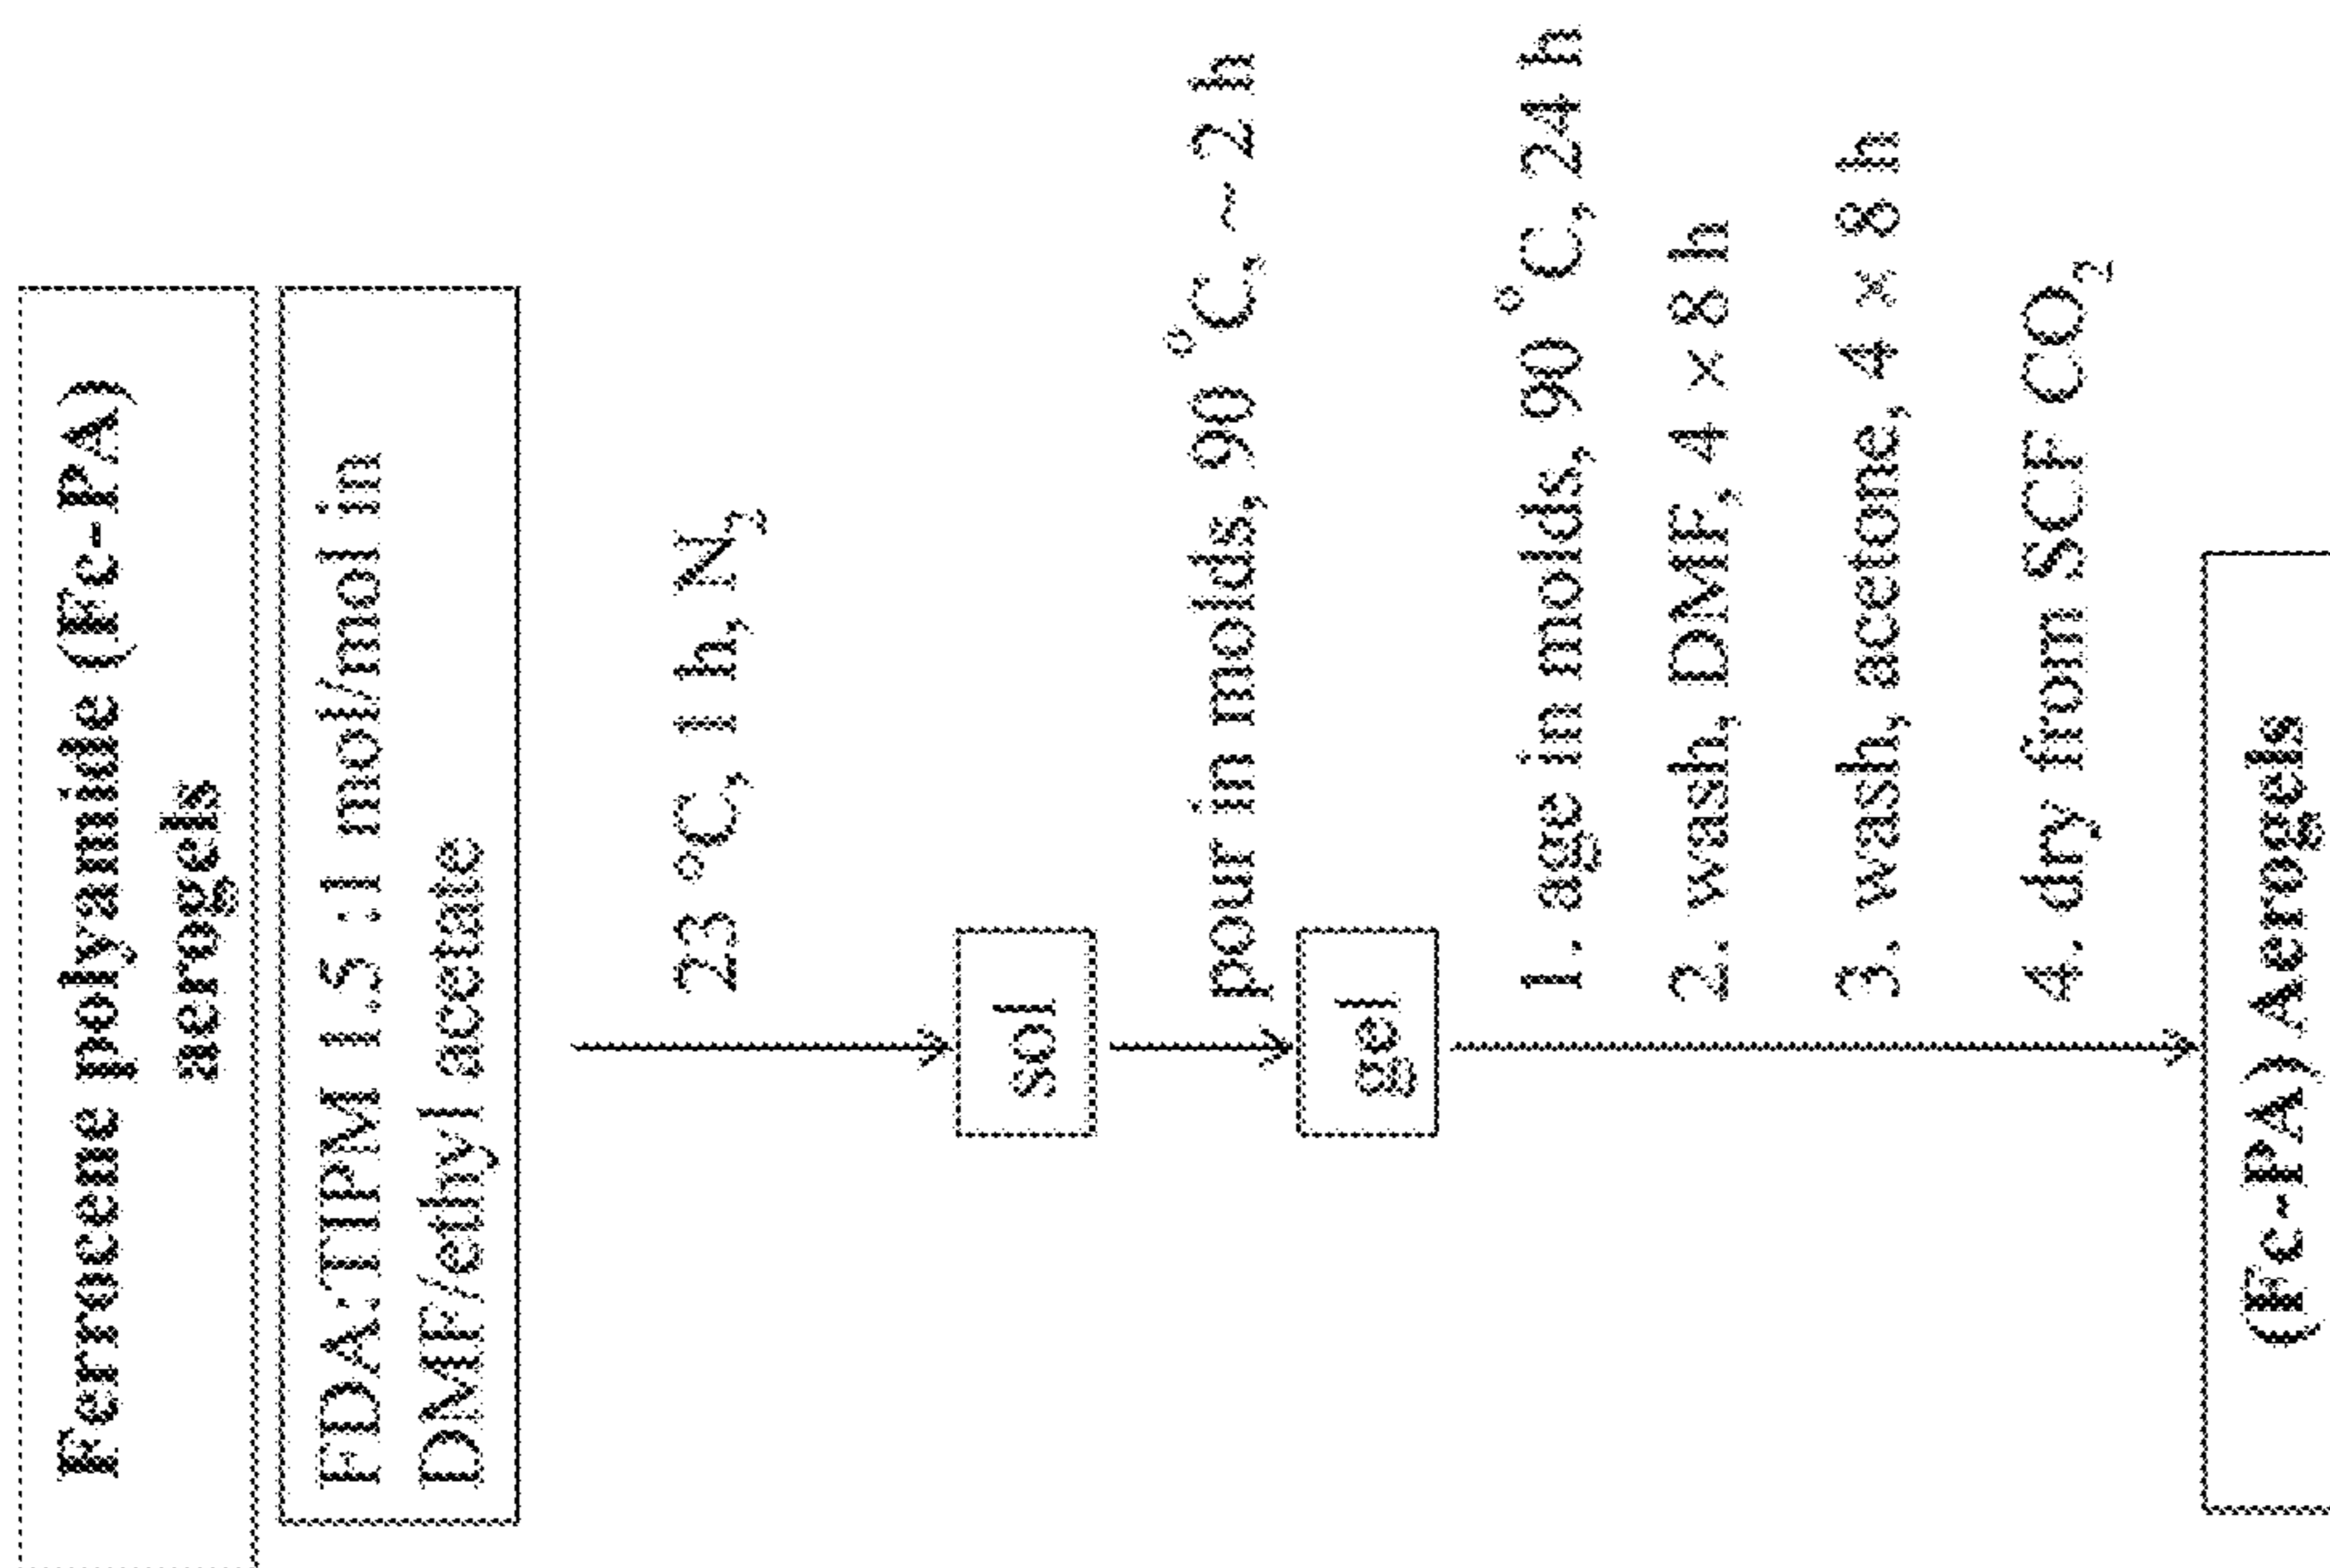 Ferrocene polyamide (Fc-PA)
aerogels
FDA:TIPM 1.5 :1 mol/mol in
DMF/ethyl acetate
23 °C, 1 h, N₂
sol
pour in molds, 90 °C, ~ 2 h
gel
1. age in molds, 90 °C, 24 h
2. wash, DMF, 4 × 8 h
3. wash, acetone, 4 × 8 h
4. dry from SCF CO₂
(Fc-PA) Aerogels